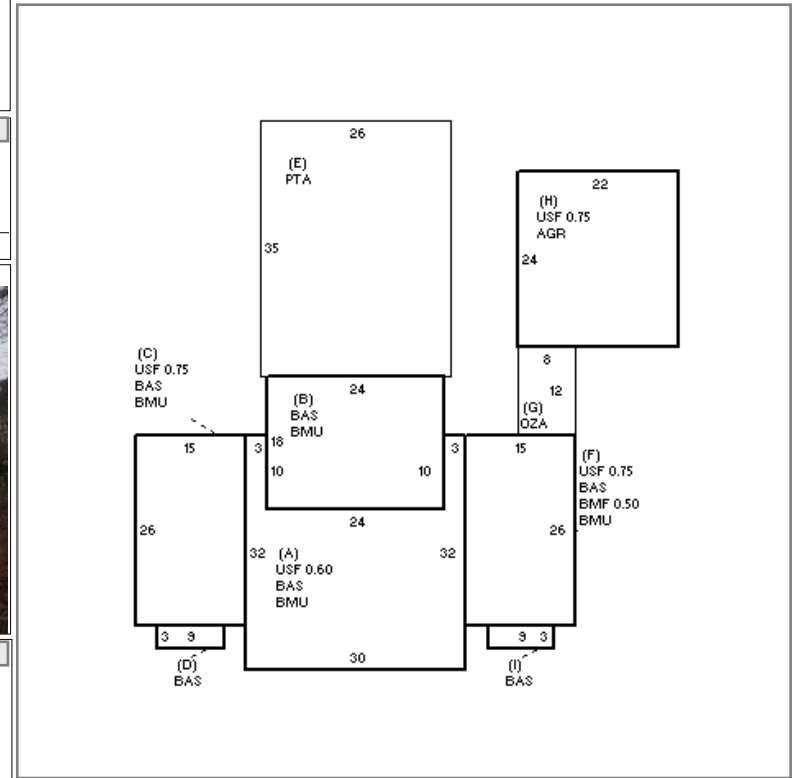 26
(E)
PTA
35
22
(H)
USF 0.75
AGR
24
(C)
USF 0.75
BAS
BMU
24
(B)
BAS
BMU
18
10
10
3
3
24
8
12
(G)
OZA
15
26
15
26
(F)
USF 0.75
BAS
BMF 0.50
BMU
32
32
(A)
USF 0.60
BAS
BMU
30
3 9
(D)
BAS
9 3
(I)
BAS